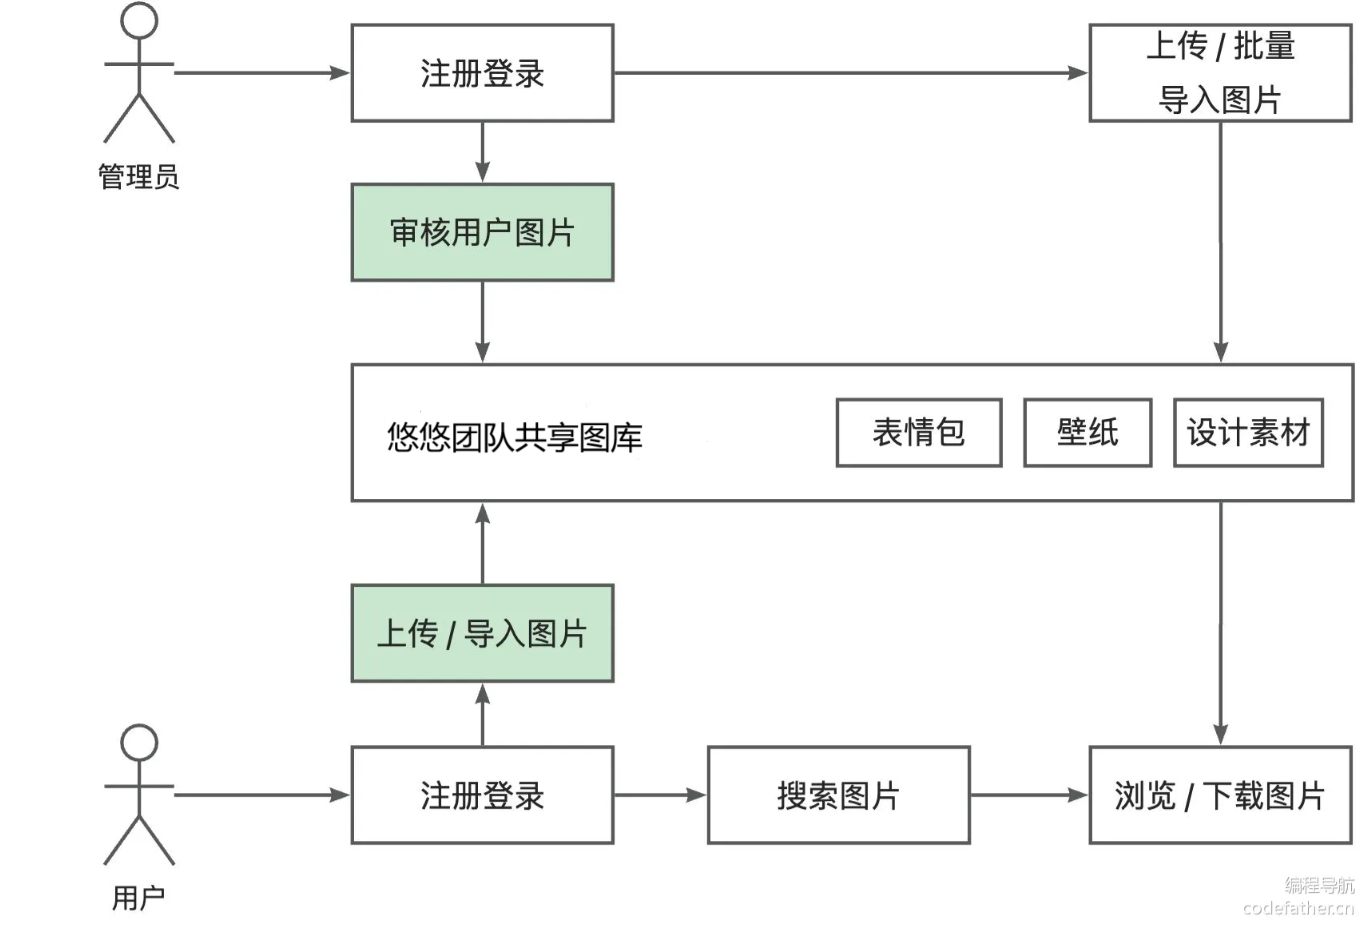 注册登录
上传 / 批量
导入图片
管理员
审核用户图片
悠悠团队共享图库
表情包
壁纸
设计素材
上传 / 导入图片
注册登录
搜索图片
浏览 / 下载图片
用户
编程导航
codefather.cn